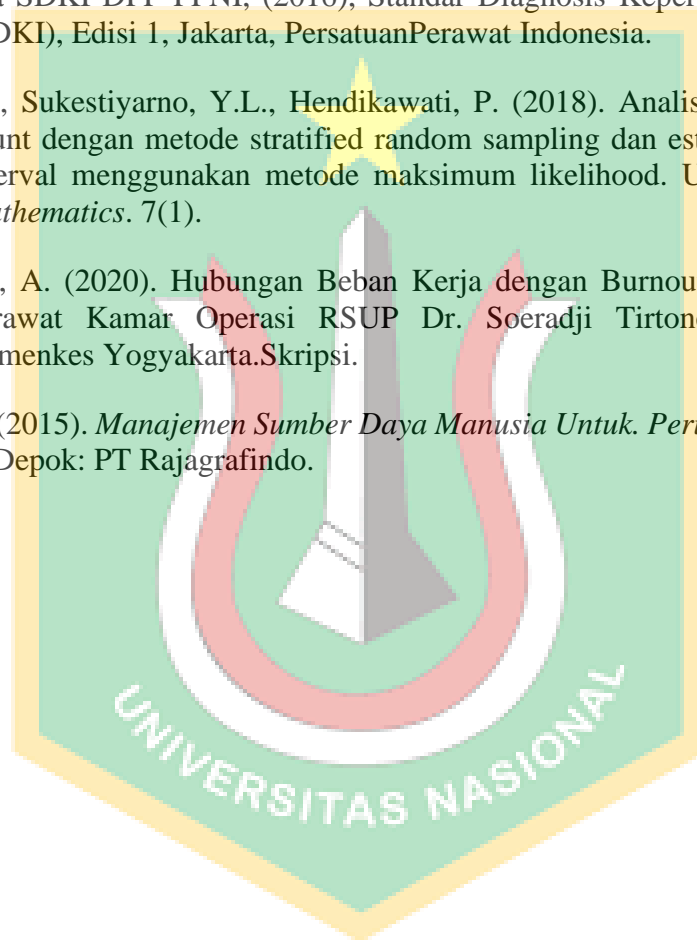 SDKI DPP PPNI, (2016), Standar Diagnosis Keper
DKI), Edisi 1, Jakarta, PersatuanPerawat Indonesia.
, Sukestiyarno, Y.L., Hendikawati, P. (2018). Analis
unt dengan metode stratified random sampling dan est
erval menggunakan metode maksimum likelihood. U
athematics. 7(1).
, A. (2020). Hubungan Beban Kerja dengan Burnou
rawat Kamar Operasi RSUP Dr. Soeradji Tirton
menkes Yogyakarta.Skripsi.
(2015). Manajemen Sumber Daya Manusia Untuk. Per
Depok: PT Rajagrafindo.
UNIVERSITAS NASIONAL